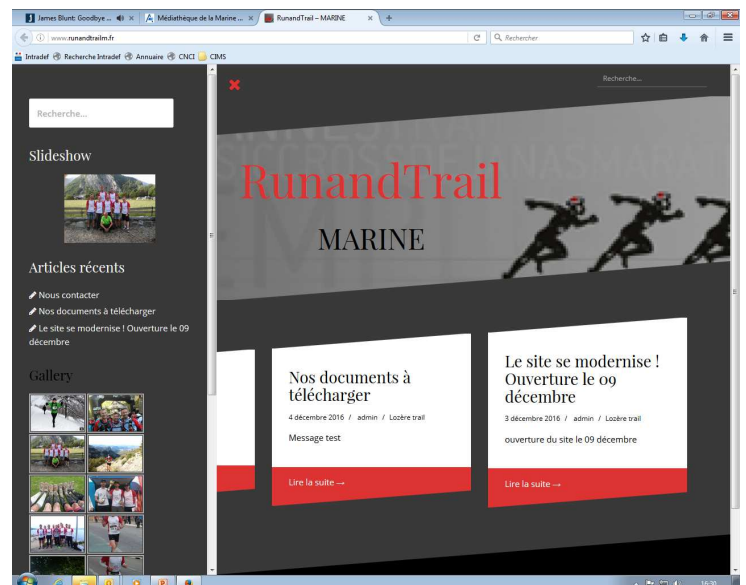 James Blunt: Goodbye ...
Médiathèque de la Marine ...
RunandTrail – MARINE
www.runandtrailm.fr
Rechercher
Intradef
Recherche Intradef
Annuaire
CNCI
CIMS
Recherche...
Recherche...
Slideshow
RunandTrail
MARINE
Articles récents
Nous contacter
Nos documents à télécharger
Le site se modernise ! Ouverture le 09
décembre
Gallery
Nos documents à
télécharger
4 décembre 2016 / admin / Lozère trail
Message test
Lire la suite →
Le site se modernise !
Ouverture le 09
décembre
3 décembre 2016 / admin / Lozère trail
ouverture du site le 09 décembre
Lire la suite →
16:30